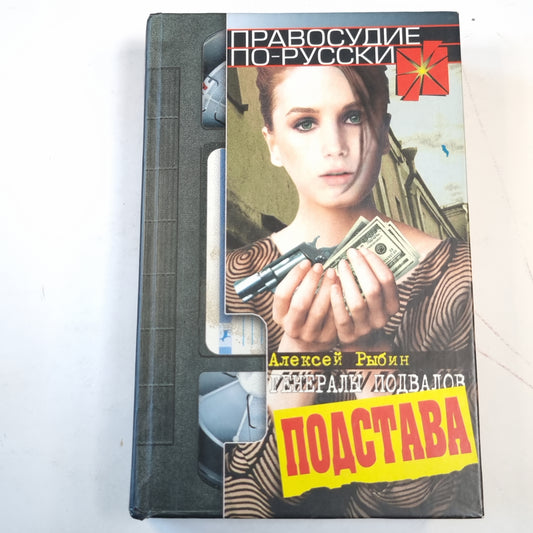 ПРАВОСУДИЕ
ПО-РУССКИ
Алексей Рыбин
ГЕНЕРАЛЫ ПОДВАЛОВ
ПОДСТАВА